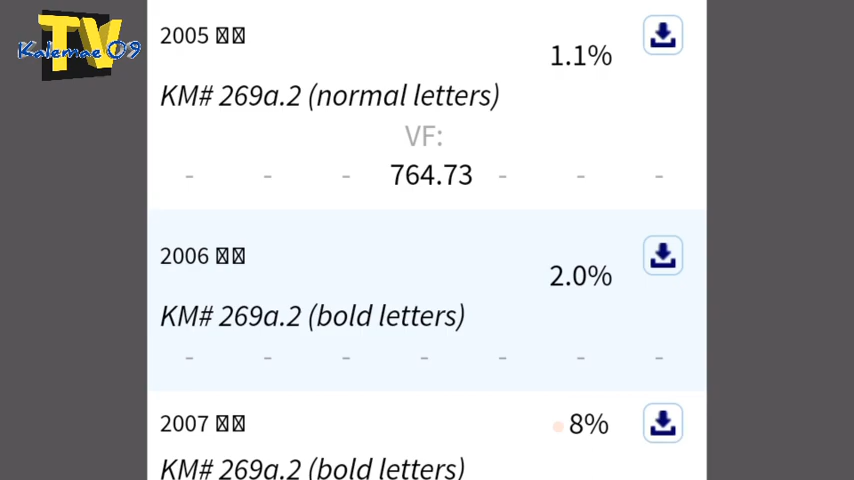 TV
Kalemae 09
2005
1.1%
KM# 269a.2 (normal letters)
VF:
- - - 764.73 - - -
2006
2.0%
KM# 269a.2 (bold letters)
- - - - - - -
2007
8%
KM# 269a.2 (bold letters)